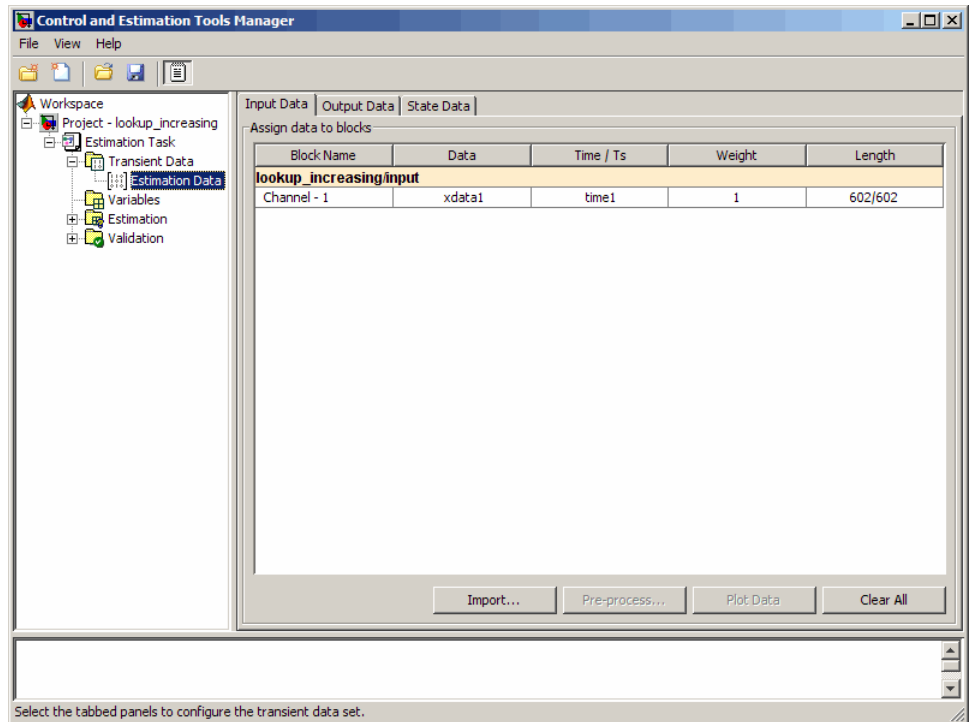 Control and Estimation Tools Manager
File View Help
Workspace
Project - lookup_increasing
Estimation Task
Transient Data
Estimation Data
Variables
Estimation
Validation
Input Data Output Data State Data
Assign data to blocks
Block Name Data Time / Ts Weight Length
lookup_increasing/input
Channel - 1 xdata1 time1 1 602/602
Import... Pre-process... Plot Data Clear All
Select the tabbed panels to configure the transient data set.